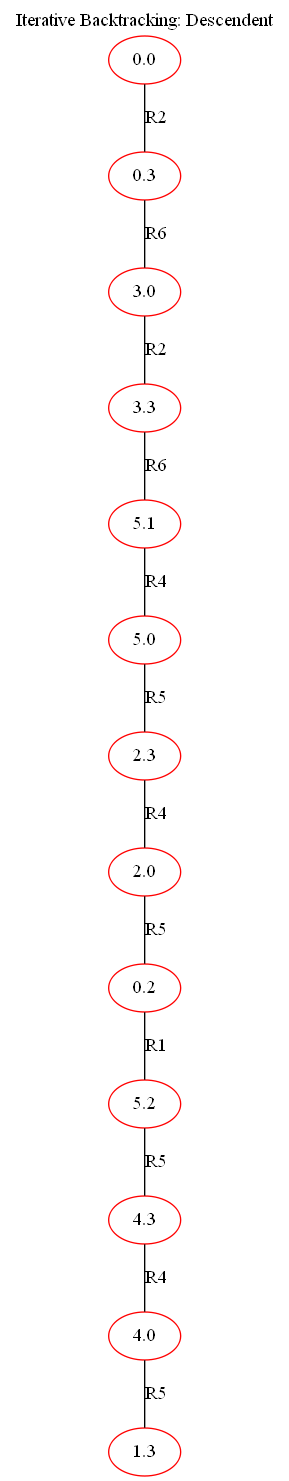 Iterative Backtracking: Descendent
0.0
R2
0.3
R6
3.0
R2
3.3
R6
5.1
R4
5.0
R5
2.3
R4
2.0
R5
0.2
R1
5.2
R5
4.3
R4
4.0
R5
1.3